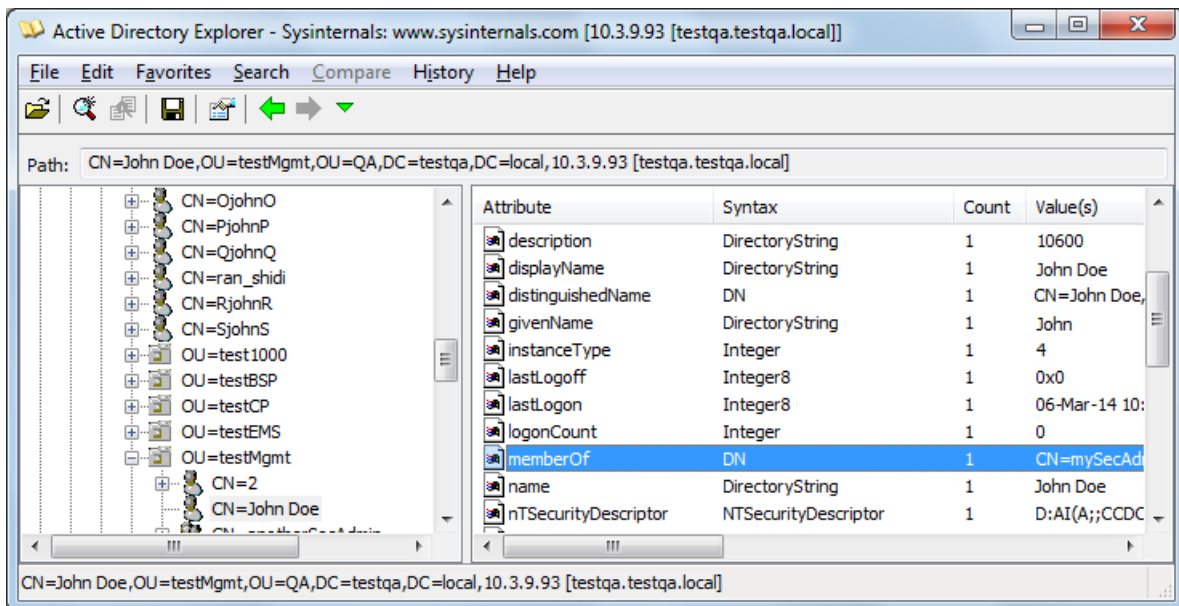 Active Directory Explorer - Sysinternals: www.sysinternals.com [10.3.9.93 [testqa.testqa.local]]
File Edit Favorites Search Compare History Help
Path: CN=John Doe,OU=testMgmt,OU=QA,DC=testqa,DC=local,10.3.9.93 [testqa.testqa.local]
CN=OjohnO
CN=PjohnP
CN=QjohnQ
CN=ran_shidi
CN=RjohnR
CN=SjohnS
OU=test1000
OU=testBSP
OU=testCP
OU=testEMS
OU=testMgmt
CN=2
CN=John Doe
CN=anotherSecAdmin
Attribute Syntax Count Value(s)
description DirectoryString 1 10600
displayName DirectoryString 1 John Doe
distinguishedName DN 1 CN=John Doe,
givenName DirectoryString 1 John
instanceType Integer 1 4
lastLogoff Integer8 1 0x0
lastLogon Integer8 1 06-Mar-14 10:
logonCount Integer 1 0
memberOf DN 1 CN=mySecAdr
name DirectoryString 1 John Doe
nTSecurityDescriptor NTSecurityDescriptor 1 D:AI(A;;CCDC
CN=John Doe,OU=testMgmt,OU=QA,DC=testqa,DC=local,10.3.9.93 [testqa.testqa.local]